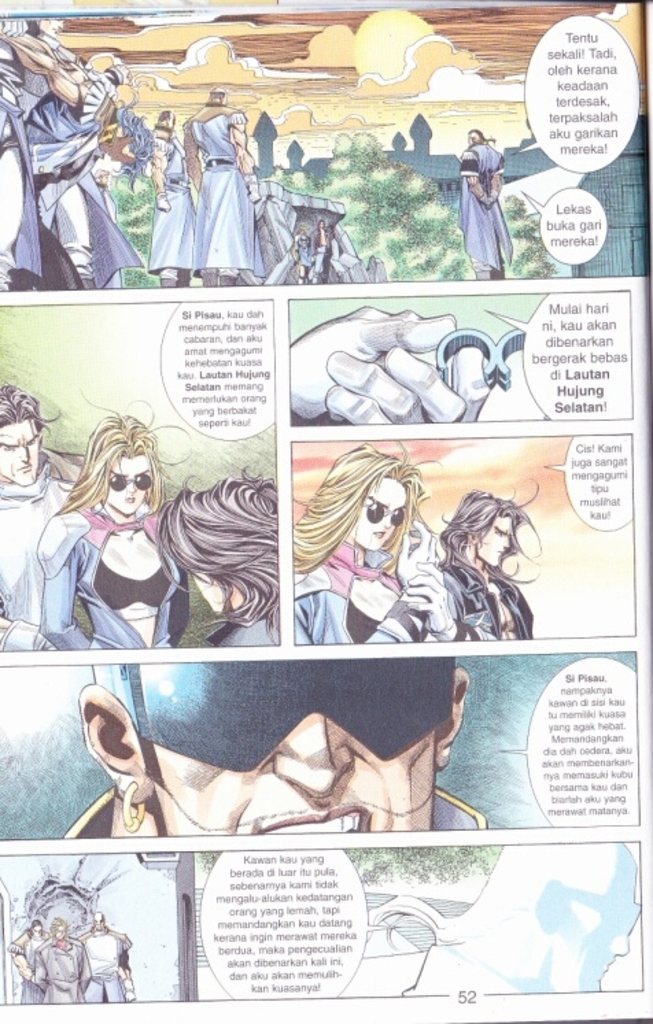 Tentu
sekali! Tadi,
oleh kerana
keadaan
terdesak,
terpaksalah
aku garikan
mereka!
Lekas
buka gari
mereka!
Si Pisau, kau dah
menempuhi banyak
cabaran, dan aku
amat mengagumi
kehebatan kuasa
kau. Lautan Hujung
Selatan memang
memerlukan orang
yang berbakat
seperti kau!
Mulai hari
ni, kau akan
dibenarkan
bergerak bebas
di Lautan
Hujung
Selatan!
Cis! Kami
juga sangat
mengagumi
tipu
muslihat
kau!
Si Pisau,
nampaknya
kawan di sisi kau
tu memiliki kuasa
yang agak hebat.
Memandangkan
dia dah cedera, aku
akan membenarkan-
nya memasuki kubu
bersama kau dan
biarlah aku yang
merawat matanya.
Kawan kau yang
berada di luar itu pula,
sebenarnya kami tidak
mengalu-alukan kedatangan
orang yang lemah, tapi
memandangkan kau datang
kerana ingin merawat mereka
berdua, maka pengecualian
akan dibenarkan kali ini,
dan aku akan memulih-
kan kuasanya!
52